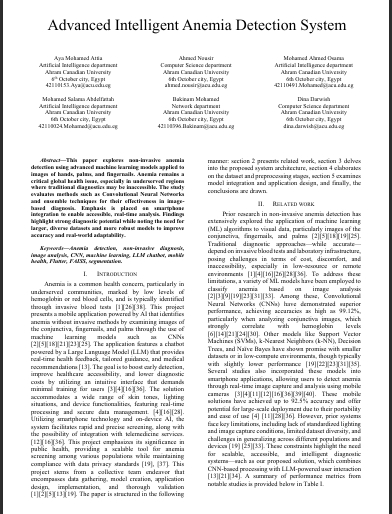 Advanced Intelligent Anemia Detection System
Aya Mohamed Attia
Artificial Intelligence department
Ahram Canadian University
6th October city, Egypt
42110153.Aya@acu.edu.eg
Ahmed Nousir
Computer Science department
Ahram Canadian University
6th October city, Egypt
ahmed.nousir@acu.edu.eg
Mohamed Ahmed Osama
Artificial Intelligence department
Ahram Canadian University
6th October city, Egypt
42110491.Mohamed@acu.edu.eg
Mohamed Salama Abdelfattah
Artificial Intelligence department
Ahram Canadian University
6th October city, Egypt
42110024.Mohamed@acu.edu.eg
Bakinam Mohamed
Network Department
Ahram Canadian University
6th October city, Egypt
42110596.Bakinam@acu.edu.eg
Dina Darwish
Computer Science department
Ahram Canadian University
6th October city, Egypt
dina.darwish@acu.edu.eg
Abstract—This paper explores non-invasive anemia
detection using advanced machine learning models applied to
images of hands, palms, and fingernails. Anemia remains a
critical global health issue, especially in underserved regions
where traditional diagnostics may be inaccessible. The study
evaluates methods such as Convolutional Neural Networks
and ensemble techniques for their effectiveness in image-
based diagnosis. Emphasis is placed on smartphone
integration to enable accessible, real-time analysis. Findings
highlight strong diagnostic potential while noting the need for
larger, diverse datasets and more robust models to improve
accuracy and real-world adaptability.
Keywords—Anemia detection, non-invasive diagnosis,
image analysis, CNN, machine learning, LLM chatbot, mobile
health, Flutter, FAISS, segmentation.
I. INTRODUCTION
Anemia is a common health concern, particularly in
underserved communities, marked by low levels of
hemoglobin or red blood cells, and is typically identified
through invasive blood tests [1][26][38]. This project
presents a mobile application powered by AI that identifies
anemia without invasive methods by examining images of
the conjunctiva, fingernails, and palms through the use of
machine learning models such as CNNs
[2][5][18][21][23][25]. The application features a chatbot
powered by a Large Language Model (LLM) that provides
real-time health feedback, tailored guidance, and medical
recommendations [13]. The goal is to boost early detection,
improve healthcare accessibility, and lower diagnostic
costs by utilizing an intuitive interface that demands
minimal training for users [3][4][16][36]. The solution
accommodates a wide range of skin tones, lighting
situations, and device functionalities, featuring real-time
processing and secure data management. [4][16][28].
Utilizing smartphone technology and on-device AI, the
system facilitates rapid and precise screening, along with
the possibility of integration with telemedicine services.
[12][16][36]. This project emphasizes its significance in
public health, providing a scalable tool for anemia
screening among various populations while maintaining
compliance with data privacy standards [19], [37]. This
project stems from a collective team endeavor that
encompasses data gathering, model creation, application
design, implementation, and thorough validation
[1][2][5][13][19]. The paper is structured in the following
manner: section 2 presents related work, section 3 delves
into the proposed system architecture, section 4 elaborates
on the dataset and preprocessing stages, section 5 examines
model integration and application design, and finally, the
conclusions are drawn.
II. RELATED WORK
Prior research in non-invasive anemia detection has
extensively explored the application of machine learning
(ML) algorithms to visual data, particularly images of the
conjunctiva, fingernails, and palms [2][5][18][21][25].
Traditional diagnostic approaches—while accurate—
depend on invasive blood tests and laboratory infrastructure,
posing challenges in terms of cost, discomfort, and
inaccessibility, especially in low-resource or remote
environments [1][4][16][26][28][36]. To address these
limitations, a variety of ML models have been employed to
classify anemia based on image analysis
[2][3][9][19][23][31][33]. Among these, Convolutional
Neural Networks (CNNs) have demonstrated superior
performance, achieving accuracies as high as 99.12%,
particularly when analyzing conjunctiva images, which
strongly correlate with hemoglobin levels
[6][14][21][24][30]. Other models like Support Vector
Machines (SVMs), k-Nearest Neighbors (k-NN), Decision
Trees, and Naïve Bayes have shown promise with smaller
datasets or in low-compute environments, though typically
with slightly lower performance [19][22][23][31][35].
Several studies also incorporated these models into
smartphone applications, allowing users to detect anemia
through real-time image capture and analysis using mobile
cameras [3][4][11][12][16][36][39][40]. These mobile
solutions have achieved up to 92.5% accuracy and offer
potential for large-scale deployment due to their portability
and ease of use [4] [11][28][36]. However, prior systems
face key limitations, including lack of standardized lighting
and image capture conditions, limited dataset diversity, and
challenges in generalizing across different populations and
devices [19] [25][33]. These constraints highlight the need
for scalable, accessible, and intelligent diagnostic
systems—such as our proposed solution, which combines
CNN-based processing with LLM-powered user interaction
[13][21][34]. A summary of performance metrics from
notable studies is provided below in Table 1.